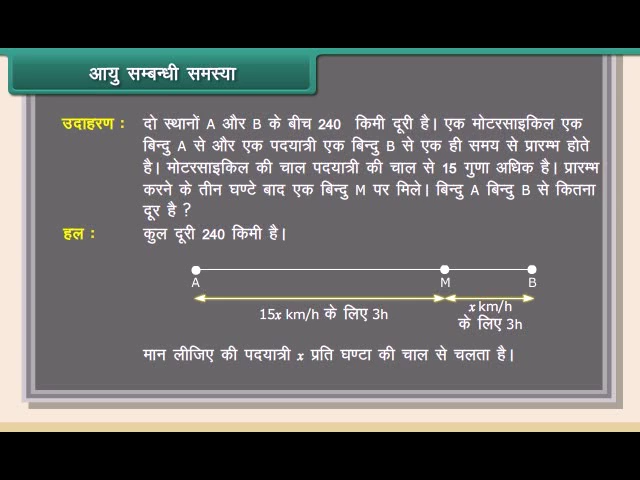 आयु सम्बन्धी समस्या
उदाहरण : दो स्थानों A और B के बीच 240 किमी दूरी है। एक मोटरसाइकिल एक
बिन्दु A से और एक पदयात्री एक बिन्दु B से एक ही समय से प्रारम्भ होते
है। मोटरसाइकिल की चाल पदयात्री की चाल से 15 गुणा अधिक है। प्रारम्भ
करने के तीन घण्टे बाद एक बिन्दु M पर मिले। बिन्दु A बिन्दु B से कितना
दूर है ?
हल : कुल दूरी 240 किमी है।
A M B
15x km/h के लिए 3h
x km/h
के लिए 3h
मान लीजिए की पदयात्री x प्रति घण्टा की चाल से चलता है।